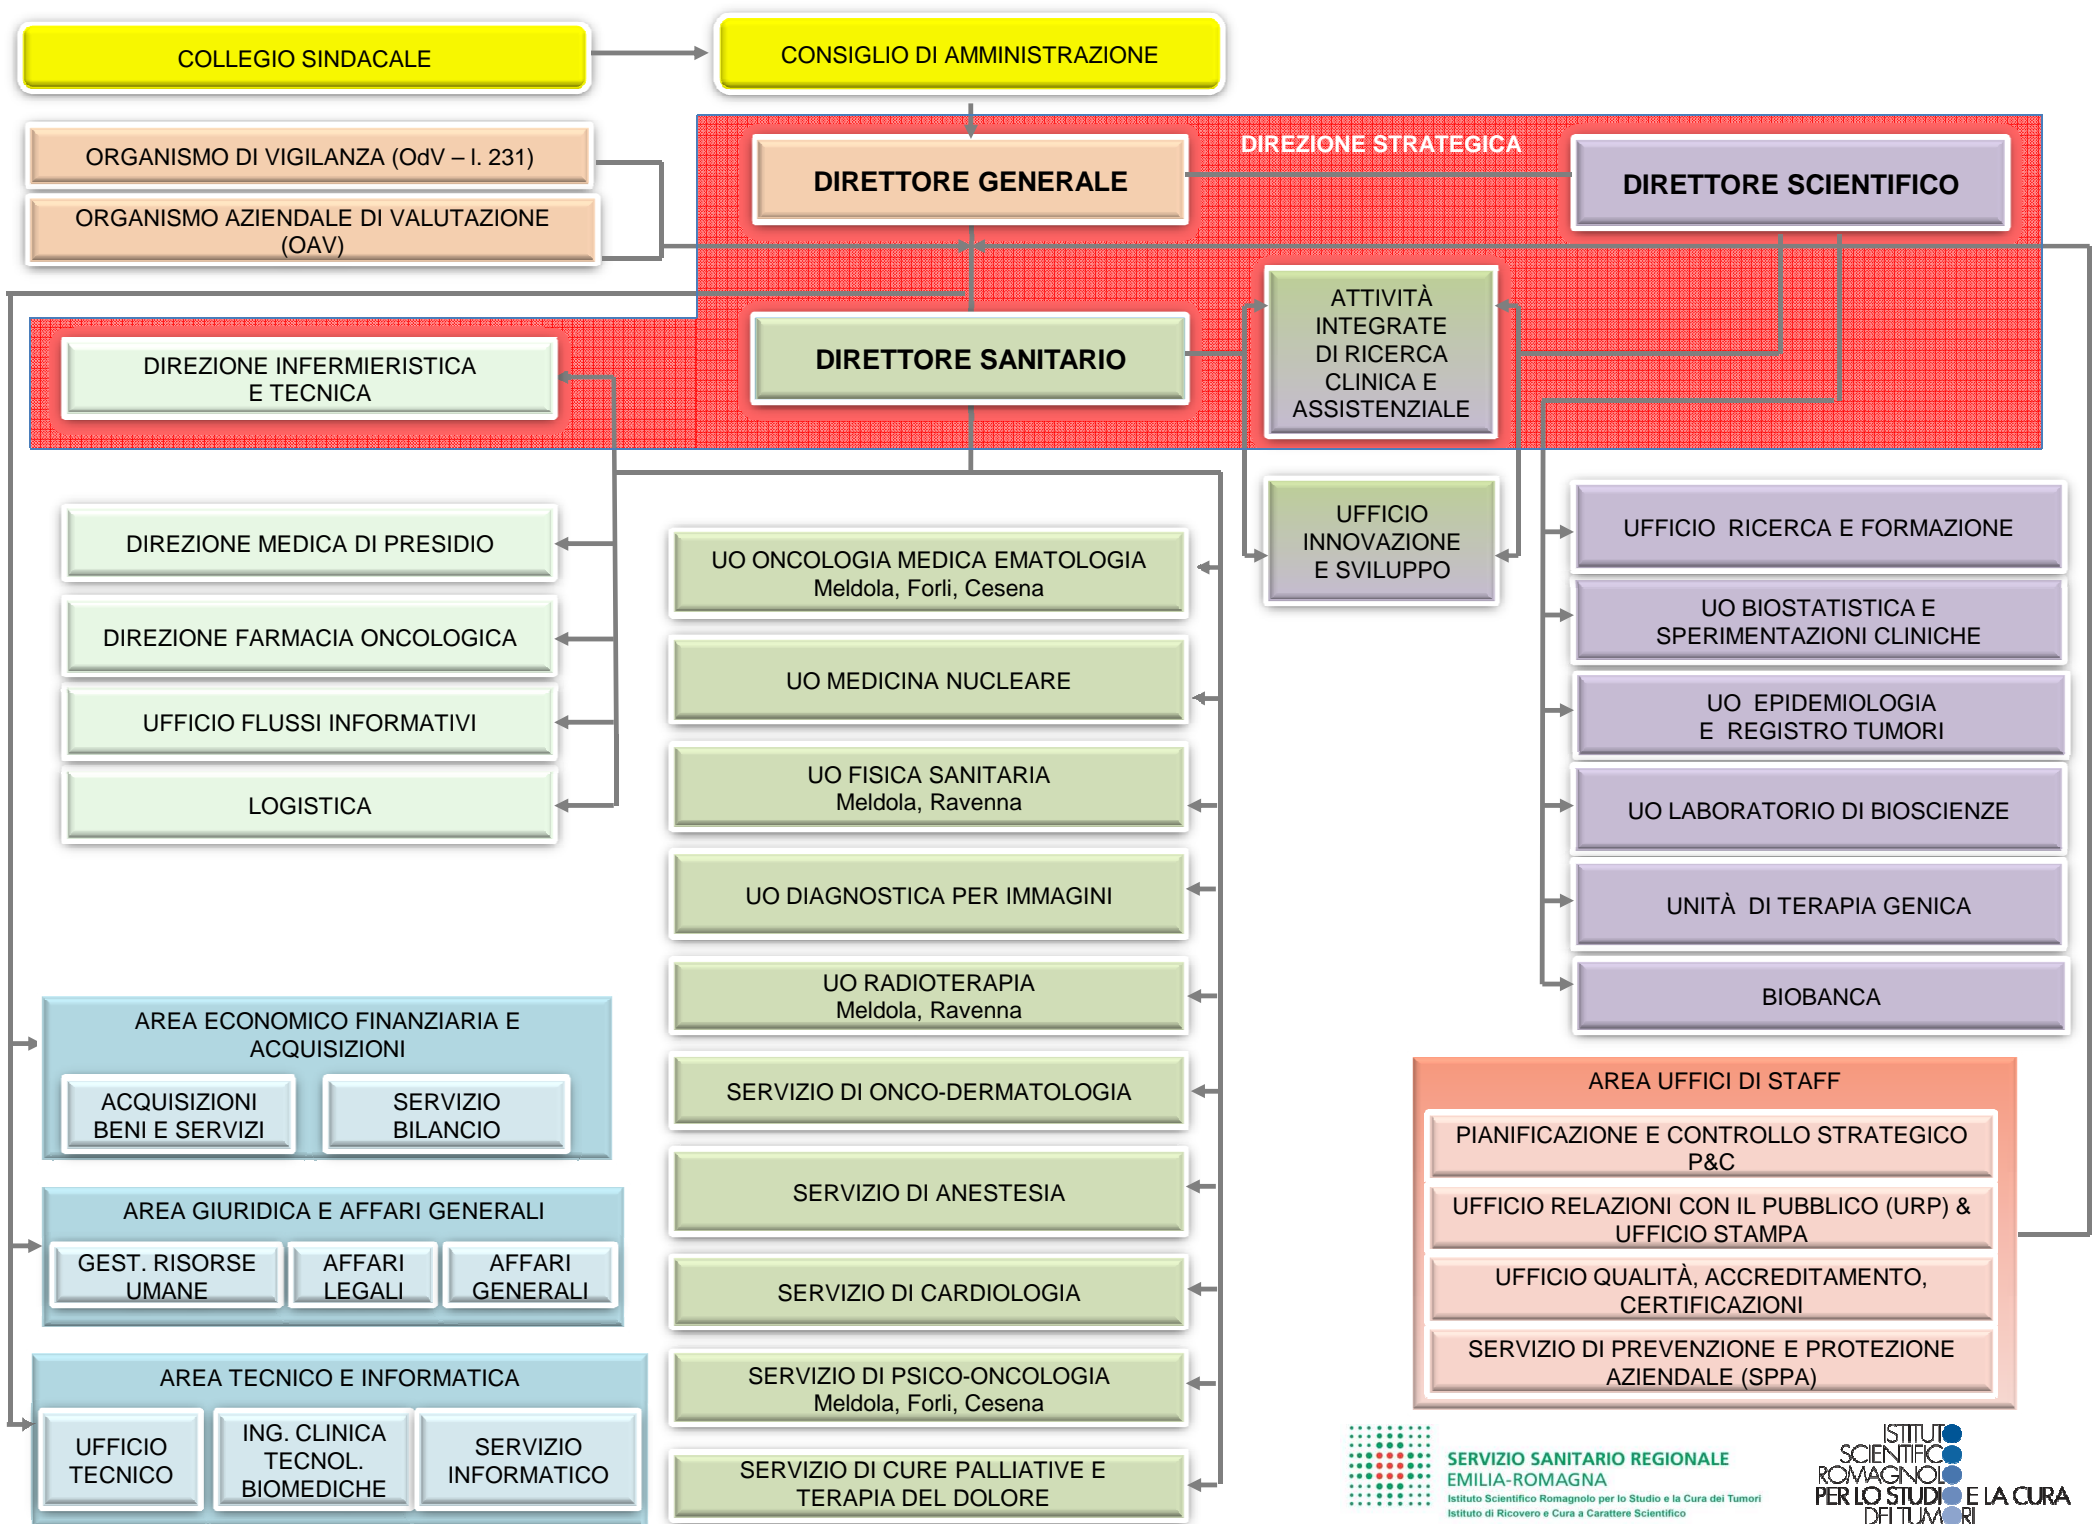 COLLEGIO SINDACALE
CONSIGLIO DI AMMINISTRAZIONE
ORGANISMO DI VIGILANZA (OdV – l. 231)
ORGANISMO AZIENDALE DI VALUTAZIONE
(OAV)
DIREZIONE STRATEGICA
DIRETTORE GENERALE
DIRETTORE SCIENTIFICO
DIRETTORE SANITARIO
ATTIVITÀ
INTEGRATE
DI RICERCA
CLINICA E
ASSISTENZIALE
DIREZIONE INFERMIERISTICA
E TECNICA
DIREZIONE MEDICA DI PRESIDIO
DIREZIONE FARMACIA ONCOLOGICA
UFFICIO FLUSSI INFORMATIVI
LOGISTICA
UO ONCOLOGIA MEDICA EMATOLOGIA
Meldola, Forli, Cesena
UO MEDICINA NUCLEARE
UO FISICA SANITARIA
Meldola, Ravenna
UO DIAGNOSTICA PER IMMAGINI
UO RADIOTERAPIA
Meldola, Ravenna
SERVIZIO DI ONCO-DERMATOLOGIA
SERVIZIO DI ANESTESIA
SERVIZIO DI CARDIOLOGIA
SERVIZIO DI PSICO-ONCOLOGIA
Meldola, Forli, Cesena
SERVIZIO DI CURE PALLIATIVE E
TERAPIA DEL DOLORE
UFFICIO
INNOVAZIONE
E SVILUPPO
UFFICIO RICERCA E FORMAZIONE
UO BIOSTATISTICA E
SPERIMENTAZIONI CLINICHE
UO EPIDEMIOLOGIA
E REGISTRO TUMORI
UO LABORATORIO DI BIOSCIENZE
UNITÀ DI TERAPIA GENICA
BIOBANCA
AREA ECONOMICO FINANZIARIA E
ACQUISIZIONI
ACQUISIZIONI
BENI E SERVIZI
SERVIZIO
BILANCIO
AREA GIURIDICA E AFFARI GENERALI
GEST. RISORSE
UMANE
AFFARI
LEGALI
AFFARI
GENERALI
AREA TECNICO E INFORMATICA
UFFICIO
TECNICO
ING. CLINICA
TECNOL.
BIOMEDICHE
SERVIZIO
INFORMATICO
AREA UFFICI DI STAFF
PIANIFICAZIONE E CONTROLLO STRATEGICO
P&C
UFFICIO RELAZIONI CON IL PUBBLICO (URP) &
UFFICIO STAMPA
UFFICIO QUALITÀ, ACCREDITAMENTO,
CERTIFICAZIONI
SERVIZIO DI PREVENZIONE E PROTEZIONE
AZIENDALE (SPPA)
SERVIZIO SANITARIO REGIONALE
EMILIA-ROMAGNA
Istituto Scientifico Romagnolo per lo Studio e la Cura dei Tumori
Istituto di Ricovero e Cura a Carattere Scientifico
ISTITUTO
SCIENTIFICO
ROMAGNOLO
PER LO STUDIO E LA CURA
DEI TUMORI